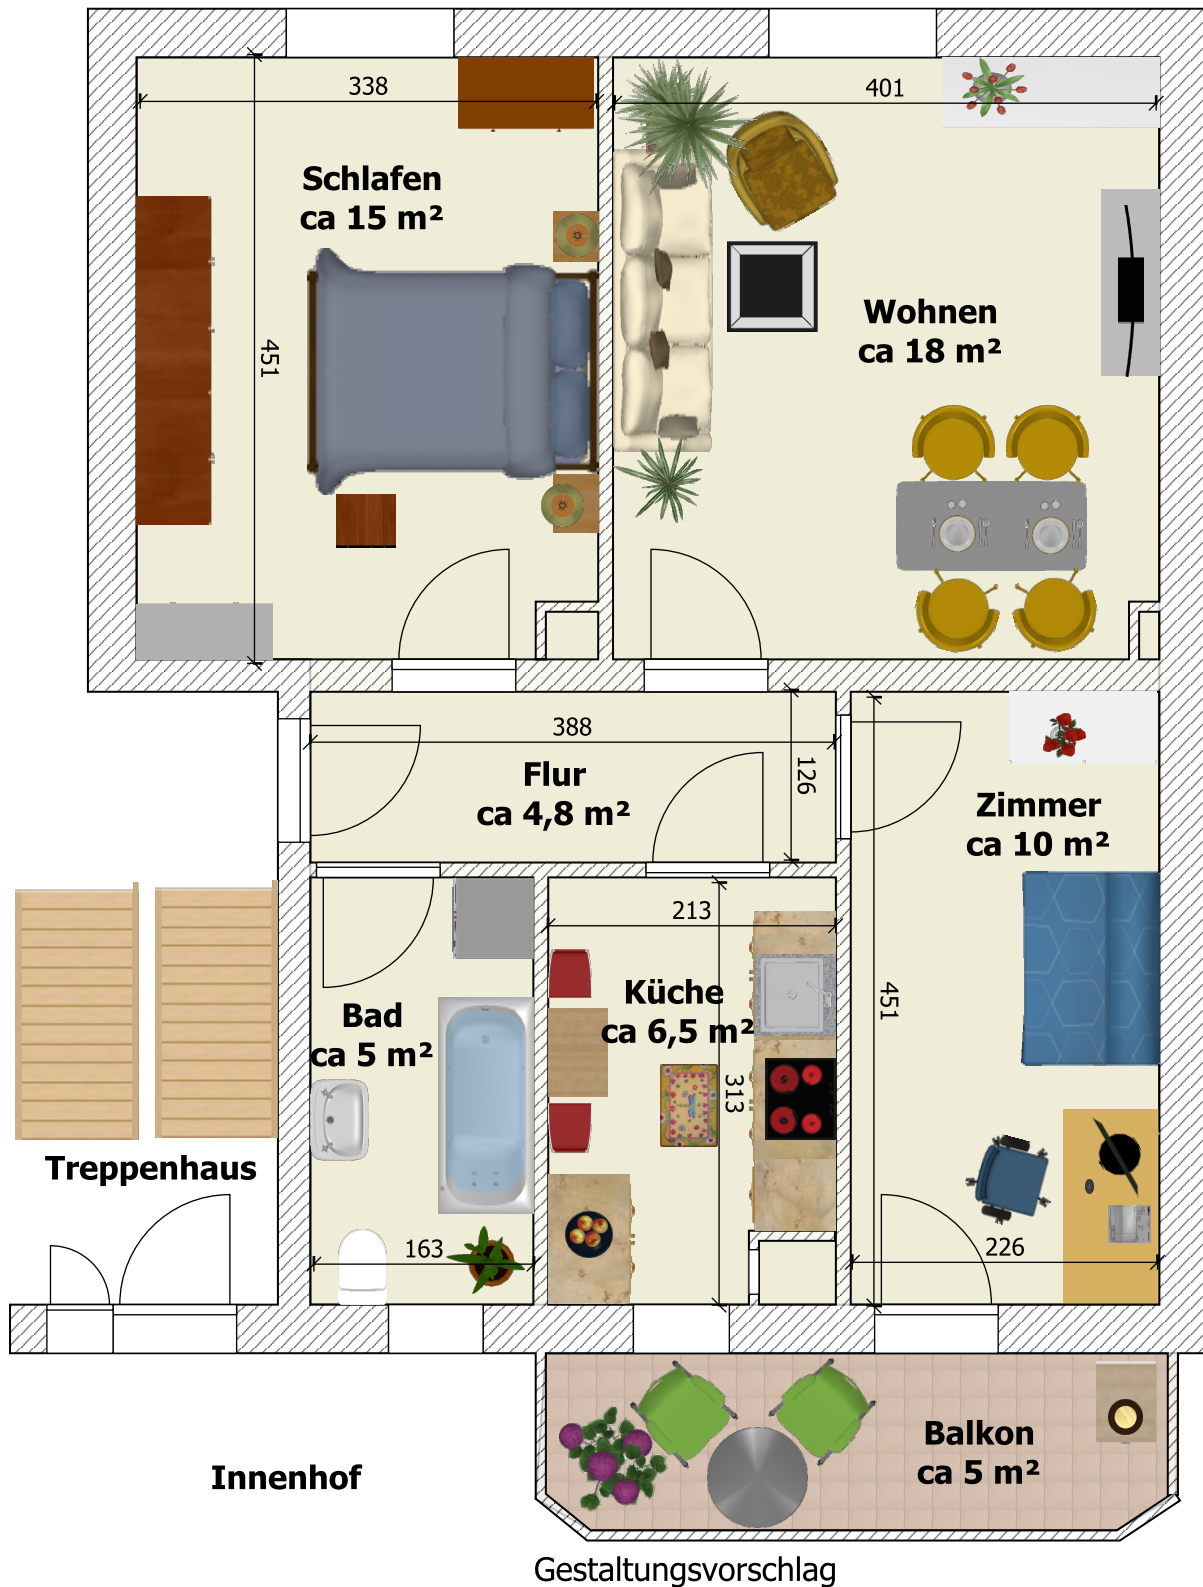 338
401
Schlafen
ca 15 m²
451
Wohnen
ca 18 m²
388
126
Flur
ca 4,8 m²
Zimmer
ca 10 m²
213
451
Küche
ca 6,5 m²
Bad
ca 5 m²
313
Treppenhaus
163
226
Balkon
ca 5 m²
Innenhof
Gestaltungsvorschlag